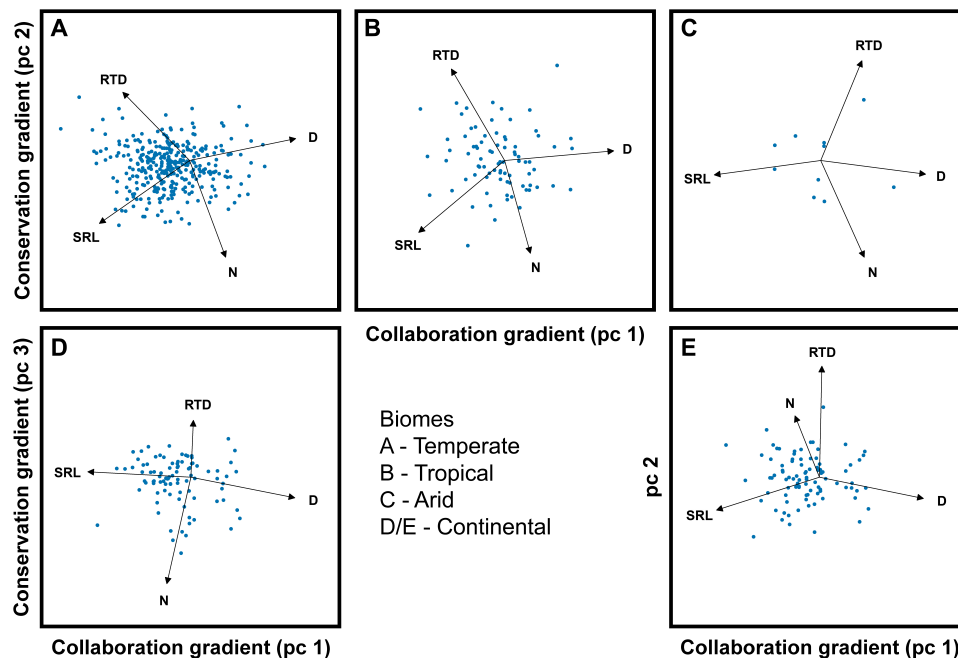 A
RTD
D
SRL
N
Conservation gradient (pc 2)
B
RTD
D
SRL
N
C
RTD
SRL
D
N
Collaboration gradient (pc 1)
D
RTD
SRL
D
N
Conservation gradient (pc 3)
Collaboration gradient (pc 1)
Biomes
A - Temperate
B - Tropical
C - Arid
D/E - Continental
E
RTD
N
SRL
D
pc 2
Collaboration gradient (pc 1)